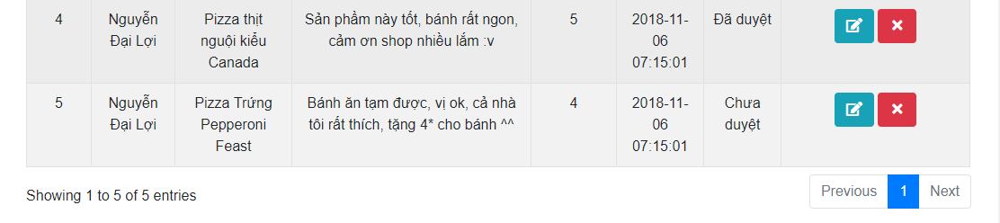 4 Nguyễn Pizza thịt Sản phẩm này tốt, bánh rất ngon, 5 2018-11- Đã duyệt
Đại Lợi nguội kiểu cảm ơn shop nhiều lắm :v 06
Canada 07:15:01
5 Nguyễn Pizza Trứng Bánh ăn tạm được, vị ok, cả nhà 4 2018-11- Chưa
Đại Lợi Pepperoni tôi rất thích, tặng 4* cho bánh ^^ 06 duyệt
Feast 07:15:01
Showing 1 to 5 of 5 entries Previous 1 Next